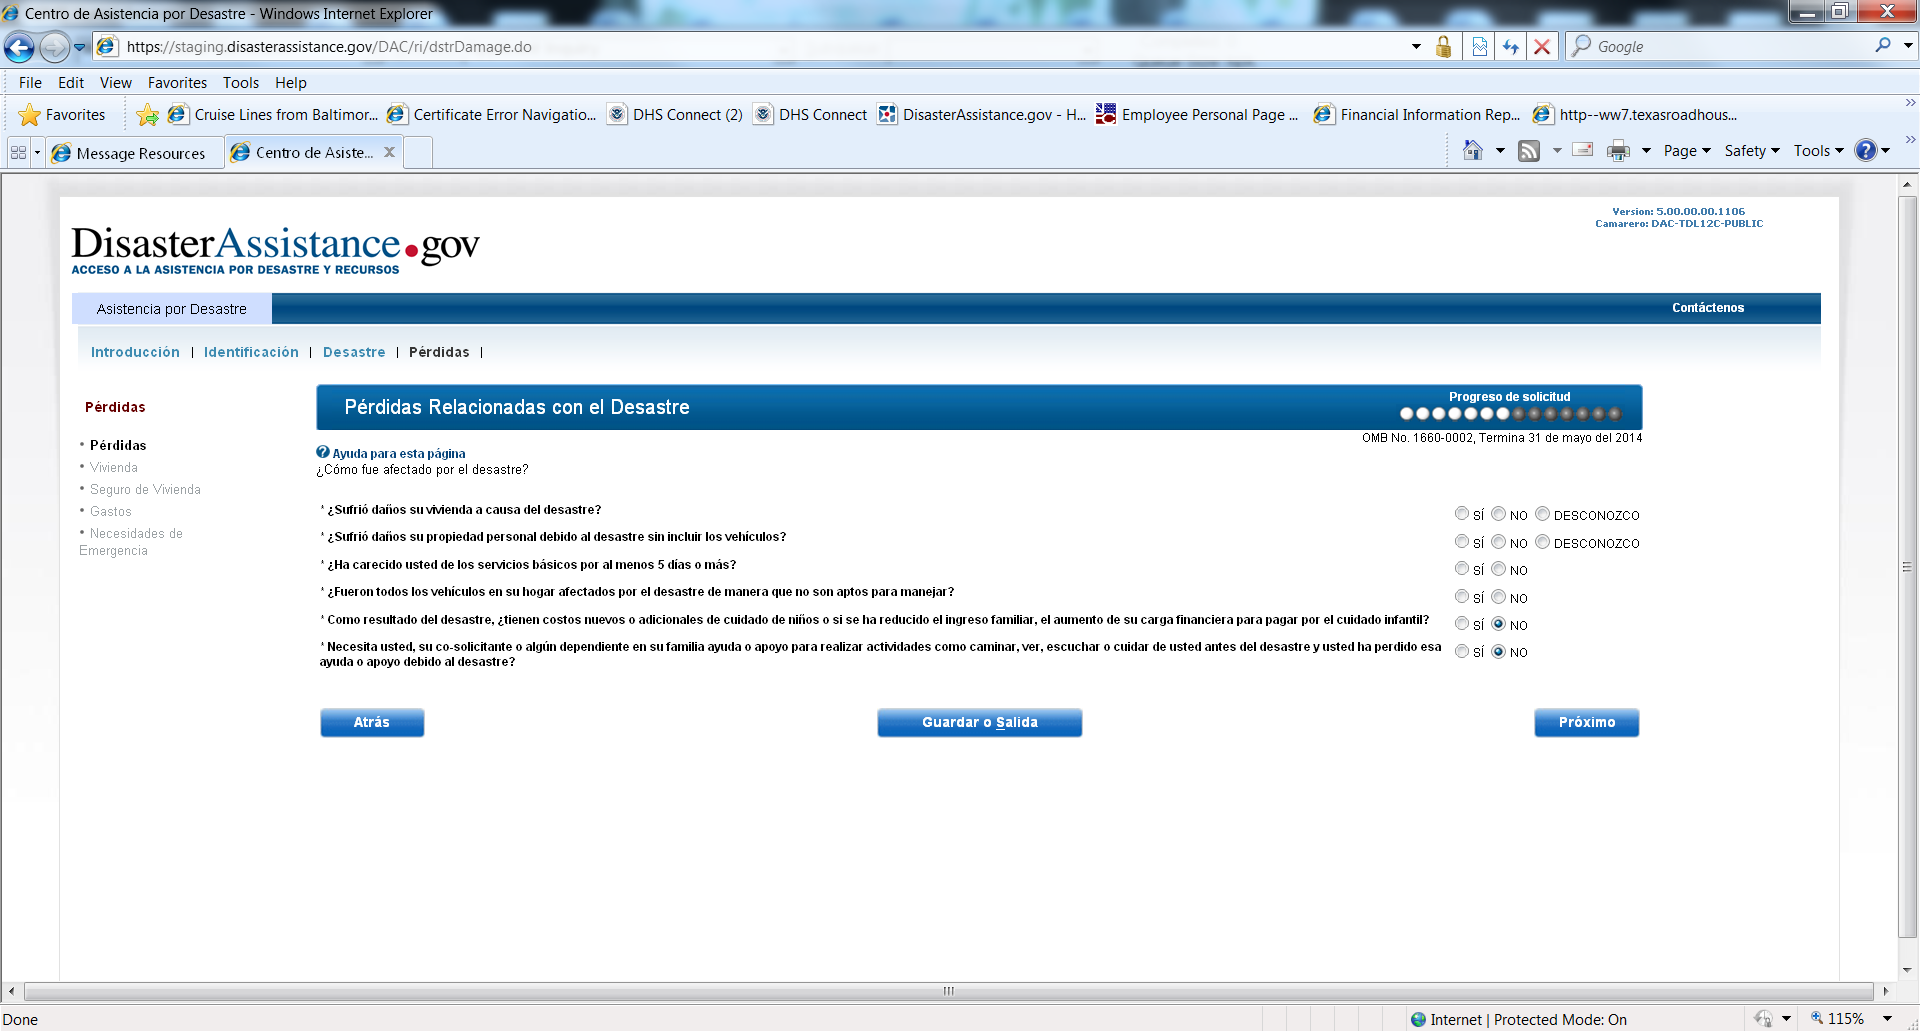 Centro de Asistencia por Desastre - Windows Internet Explorer
https://staging.disasterassistance.gov/DAC/ri/dstrDamage.do
Google
File Edit View Favorites Tools Help
Favorites Cruise Lines from Baltimor... Certificate Error Navigatio... DHS Connect (2) DHS Connect DisasterAssistance.gov - H... Employee Personal Page ... Financial Information Rep... http--ww7.texasroadhous...
Message Resources Centro de Asiste... Page Safety Tools
Version: 5.00.00.00.1106
Camarero: DAC-TDL12C-PUBLIC
DisasterAssistance.gov
ACCESO A LA ASISTENCIA POR DESASTRE Y RECURSOS
Asistencia por Desastre Contáctenos
Introducción | Identificación | Desastre | Pérdidas |
Pérdidas
• Pérdidas
• Vivienda
• Seguro de Vivienda
• Gastos
• Necesidades de
Emergencia
Pérdidas Relacionadas con el Desastre
Progreso de solicitud
OMB No. 1660-0002, Termina 31 de mayo del 2014
Ayuda para esta página
¿Cómo fue afectado por el desastre?
* ¿Sufrió daños su vivienda a causa del desastre? SÍ NO DESCONOZCO
* ¿Sufrió daños su propiedad personal debido al desastre sin incluir los vehículos? SÍ NO DESCONOZCO
* ¿Ha carecido usted de los servicios básicos por al menos 5 días o más? SÍ NO
* ¿Fueron todos los vehículos en su hogar afectados por el desastre de manera que no son aptos para manejar? SÍ NO
* Como resultado del desastre, ¿tienen costos nuevos o adicionales de cuidado de niños o si se ha reducido el ingreso familiar, el aumento de su carga financiera para pagar por el cuidado infantil? SÍ NO
* Necesita usted, su co-solicitante o algún dependiente en su familia ayuda o apoyo para realizar actividades como caminar, ver, escuchar o cuidar de usted antes del desastre y usted ha perdido esa SÍ NO
ayuda o apoyo debido al desastre?
Atrás Guardar o Salida Próximo
Done Internet | Protected Mode: On 115%